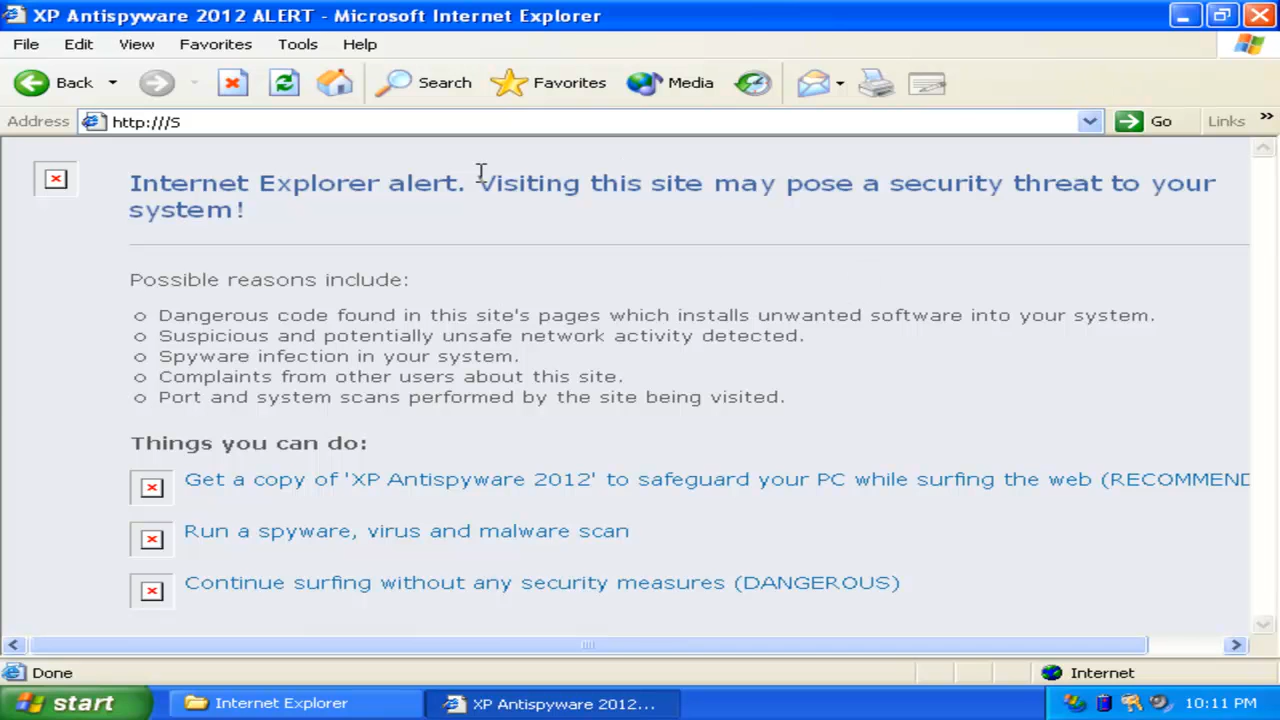 XP Antispyware 2012 ALERT - Microsoft Internet Explorer
File Edit View Favorites Tools Help
Back Search Favorites Media
Address http:///S Go Links »
Internet Explorer alert. Visiting this site may pose a security threat to your
system!
Possible reasons include:
Dangerous code found in this site's pages which installs unwanted software into your system.
Suspicious and potentially unsafe network activity detected.
Spyware infection in your system.
Complaints from other users about this site.
Port and system scans performed by the site being visited.
Things you can do:
Get a copy of 'XP Antispyware 2012' to safeguard your PC while surfing the web (RECOMMEND
Run a spyware, virus and malware scan
Continue surfing without any security measures (DANGEROUS)
Done Internet
start Internet Explorer XP Antispyware 2012... 10:11 PM